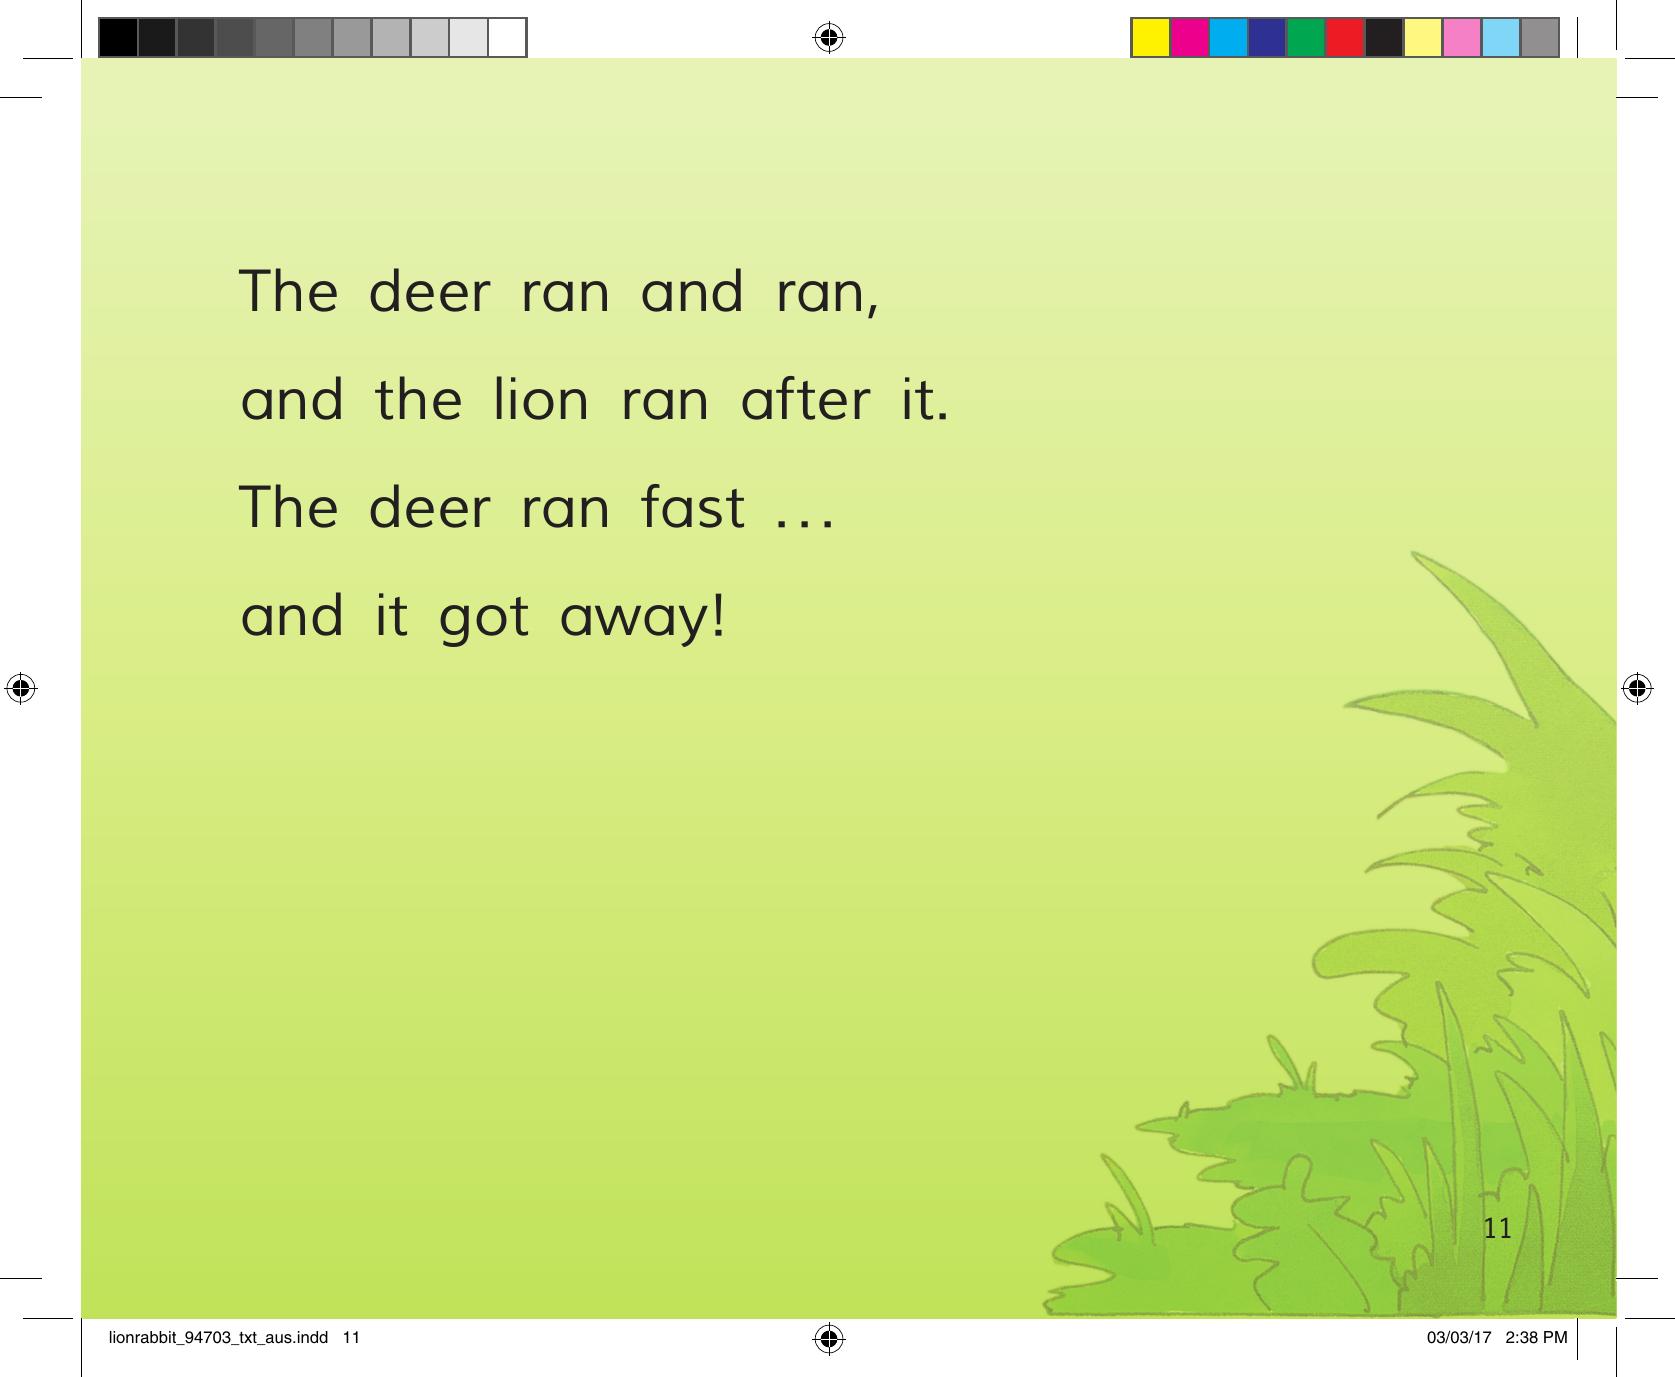 The deer ran and ran,
and the lion ran after it.
The deer ran fast …
and it got away!
11
lionrabbit_94703_txt_aus.indd 11
03/03/17 2:38 PM